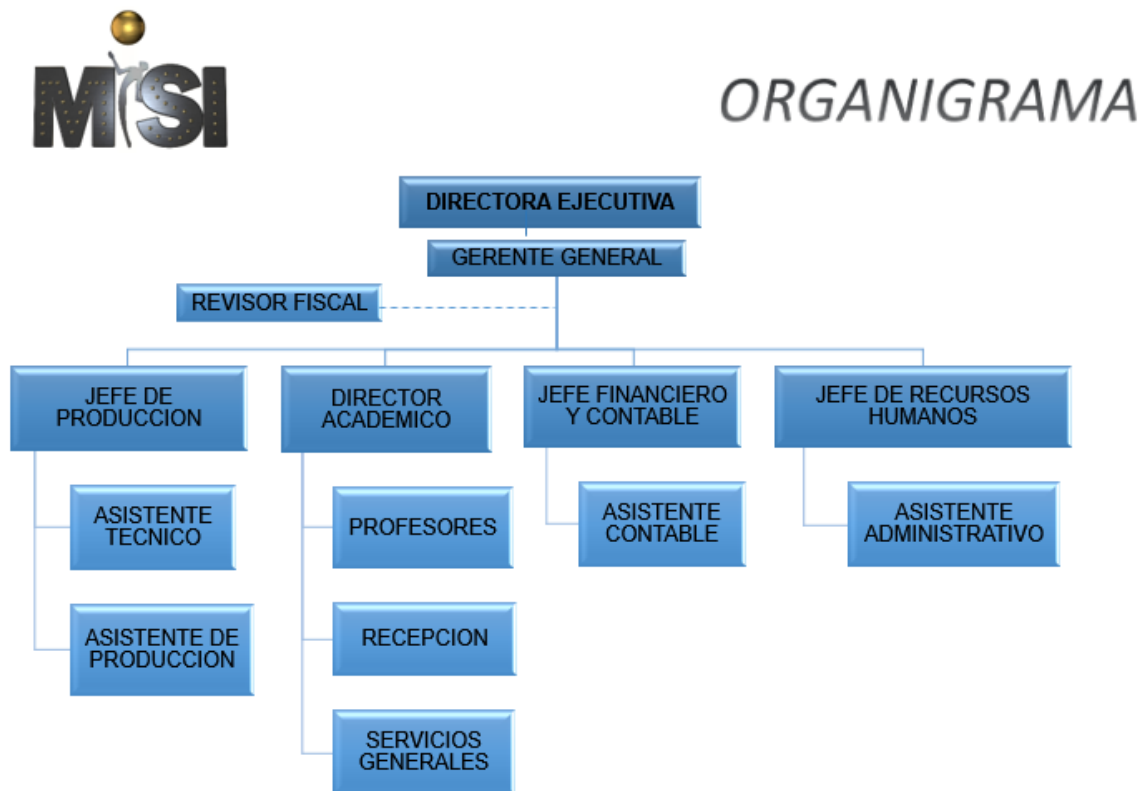 MiSI
ORGANIGRAMA
DIRECTORA EJECUTIVA
GERENTE GENERAL
REVISOR FISCAL
JEFE DE
PRODUCCION
DIRECTOR
ACADEMICO
JEFE FINANCIERO
Y CONTABLE
JEFE DE RECURSOS
HUMANOS
ASISTENTE
TECNICO
PROFESORES
ASISTENTE
CONTABLE
ASISTENTE
ADMINISTRATIVO
ASISTENTE DE
PRODUCCION
RECEPCION
SERVICIOS
GENERALES